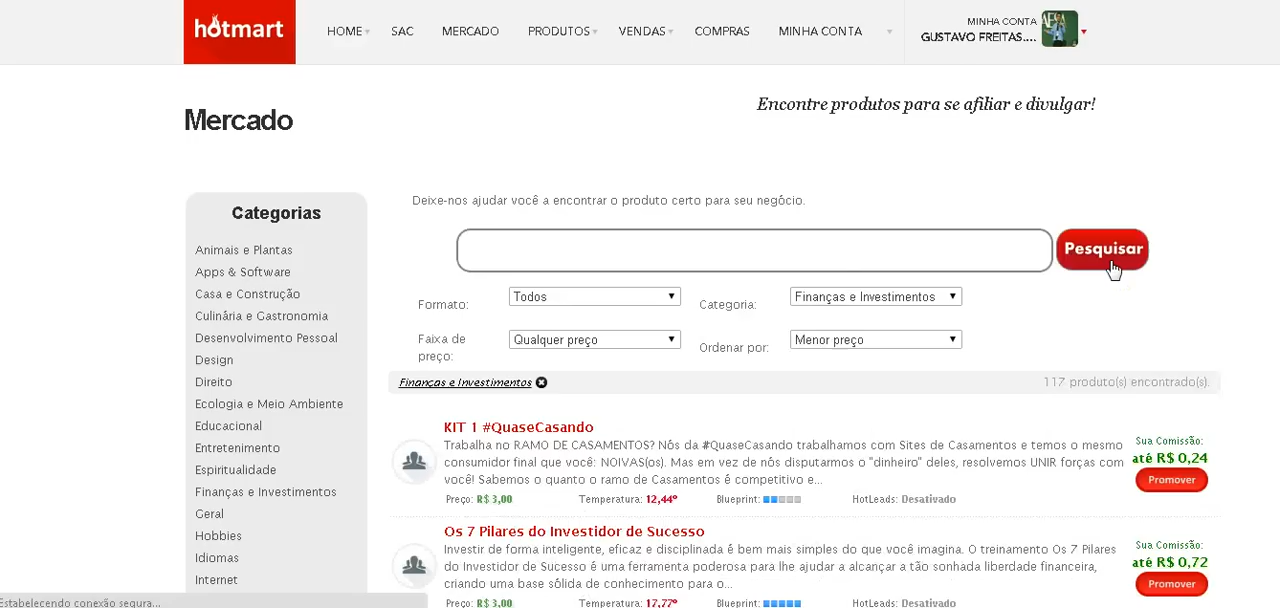 hotmart
HOME
SAC
MERCADO
PRODUTOS
VENDAS
COMPRAS
MINHA CONTA
MINHA CONTA
GUSTAVO FREITAS....
Mercado
Encontre produtos para se afiliar e divulgar!
Categorias
Animais e Plantas
Apps & Software
Casa e Construção
Culinária e Gastronomia
Desenvolvimento Pessoal
Design
Direito
Ecologia e Meio Ambiente
Educacional
Entretenimento
Espiritualidade
Finanças e Investimentos
Geral
Hobbies
Idiomas
Internet
Deixe-nos ajudar você a encontrar o produto certo para seu negócio.
Pesquisar
Formato: Todos
Categoria: Finanças e Investimentos
Faixa de
preço: Qualquer preço
Ordenar por: Menor preço
Finanças e Investimentos
117 produto(s) encontrado(s).
KIT 1 #QuaseCasando
Trabalha no RAMO DE CASAMENTOS? Nós da #QuaseCasando trabalhamos com Sites de Casamentos e temos o mesmo
consumidor final que você: NOIVAS(os). Mas em vez de nós disputarmos o "dinheiro" deles, resolvemos UNIR forças com
você! Sabemos o quanto o ramo de Casamentos é competitivo e...
Preço: R$ 3,00
Temperatura: 12,44º
Blueprint:
HotLeads: Desativado
Sua Comissão:
até R$ 0,24
Promover
Os 7 Pilares do Investidor de Sucesso
Investir de forma inteligente, eficaz e disciplinada é bem mais simples do que você imagina. O treinamento Os 7 Pilares
do Investidor de Sucesso é uma ferramenta poderosa para lhe ajudar a alcançar a tão sonhada liberdade financeira,
criando uma base sólida de conhecimento para o...
Preço: R$ 3,00
Temperatura: 17,77º
Blueprint:
HotLeads: Desativado
Sua Comissão:
até R$ 0,72
Promover
Estabelecendo conexão segura...